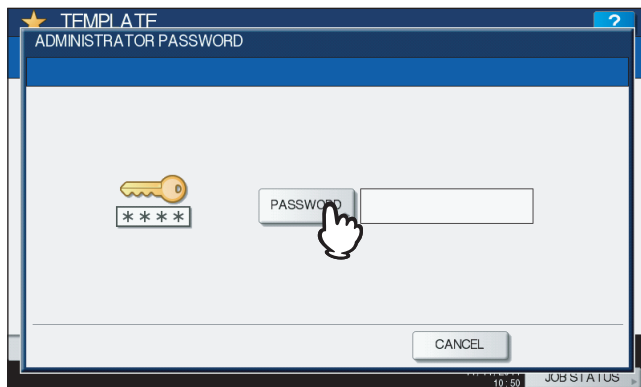 TEMPLATE
?
ADMINISTRATOR PASSWORD
PASSWORD
****
CANCEL
10:50
JOB STATUS